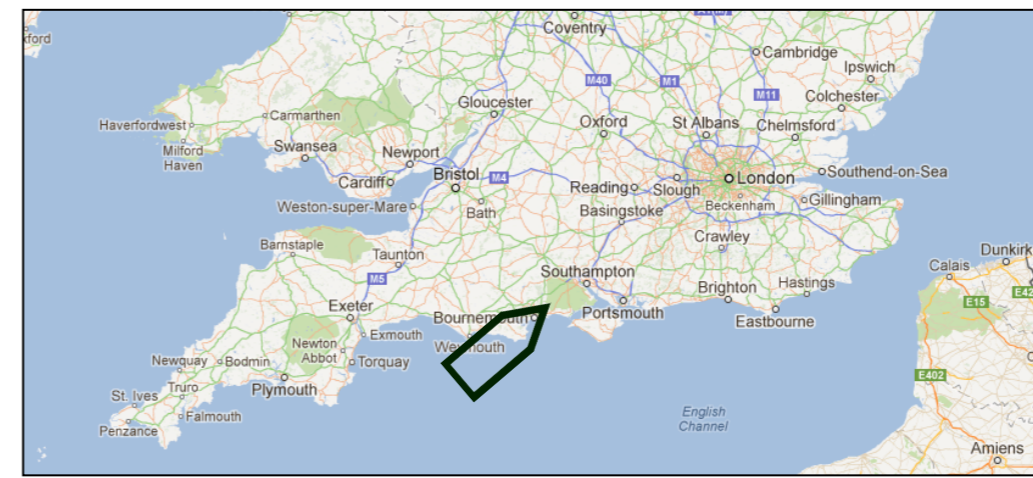 Coventry
Cambridge
Ipswich
M40
M1
M11
Colchester
Gloucester
Oxford
St Albans
Chelmsford
Carmarthen
Haverfordwest
Milford
Haven
Swansea
Newport
Cardiff
Bristol
M4
Reading
Slough
London
Southend-on-Sea
Weston-super-Mare
Bath
Basingstoke
Beckenham
Gillingham
Crawley
Barnstaple
Taunton
Dunkirk
Calais
M5
Southampton
Brighton
Hastings
E15
E42
Exeter
Bournemouth
Portsmouth
Eastbourne
Exmouth
Weymouth
Newton
Abbot
Torquay
Newquay
Bodmin
E402
Plymouth
Truro
St. Ives
Falmouth
Penzance
English
Channel
Amiens